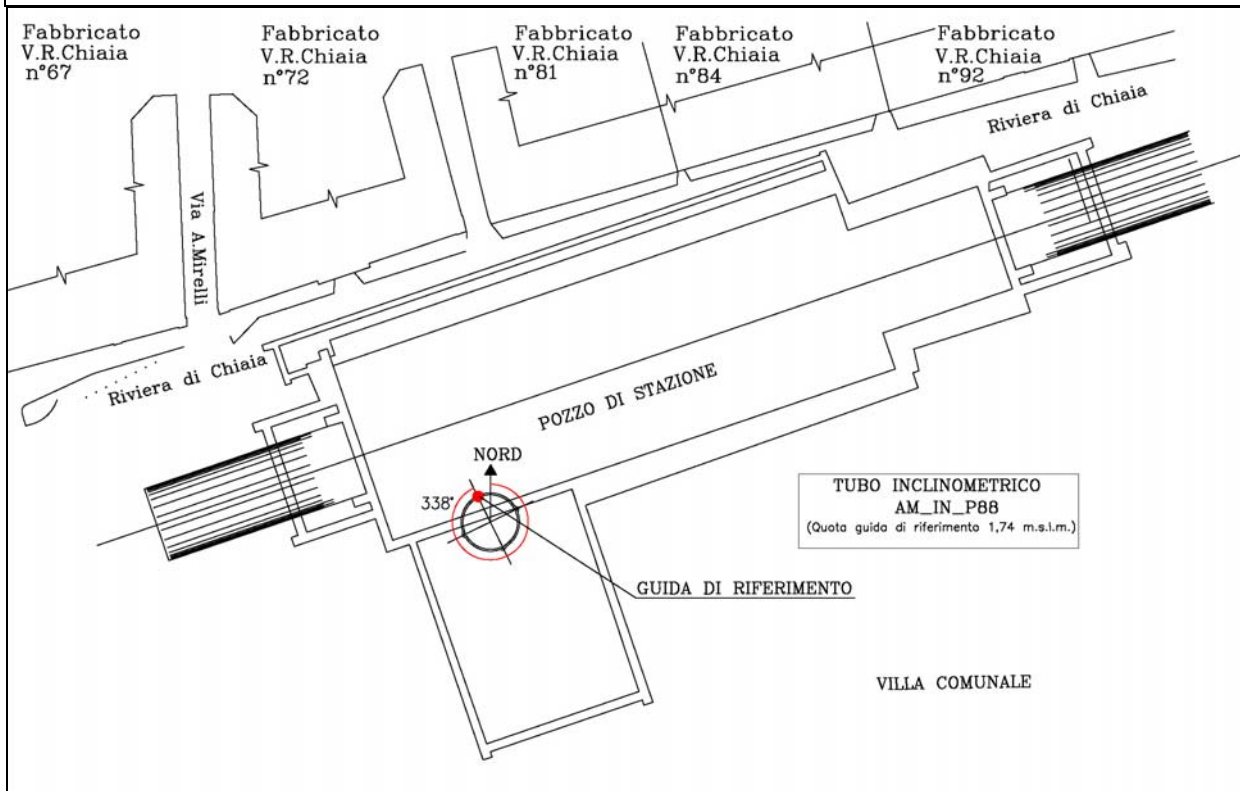 Fabbricato
V.R.Chiaia
n°67
Fabbricato
V.R.Chiaia
n°72
Fabbricato
V.R.Chiaia
n°81
Fabbricato
V.R.Chiaia
n°84
Fabbricato
V.R.Chiaia
n°92
Riviera di Chiaia
Via A.Mirelli
Riviera di Chiaia
POZZO DI STAZIONE
NORD
338°
TUBO INCLINOMETRICO
AM_IN_P88
(Quota guida di riferimento 1,74 m.s.l.m.)
GUIDA DI RIFERIMENTO
VILLA COMUNALE